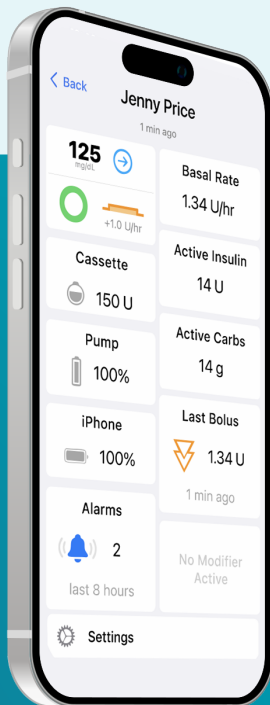 Back
Jenny Price
1 min ago
125
mg/dL
+1.0 U/hr
Basal Rate
1.34 U/hr
Cassette
150 U
Active Insulin
14 U
Pump
100%
Active Carbs
14 g
iPhone
100%
Last Bolus
1.34 U
1 min ago
Alarms
2
last 8 hours
No Modifier
Active
Settings